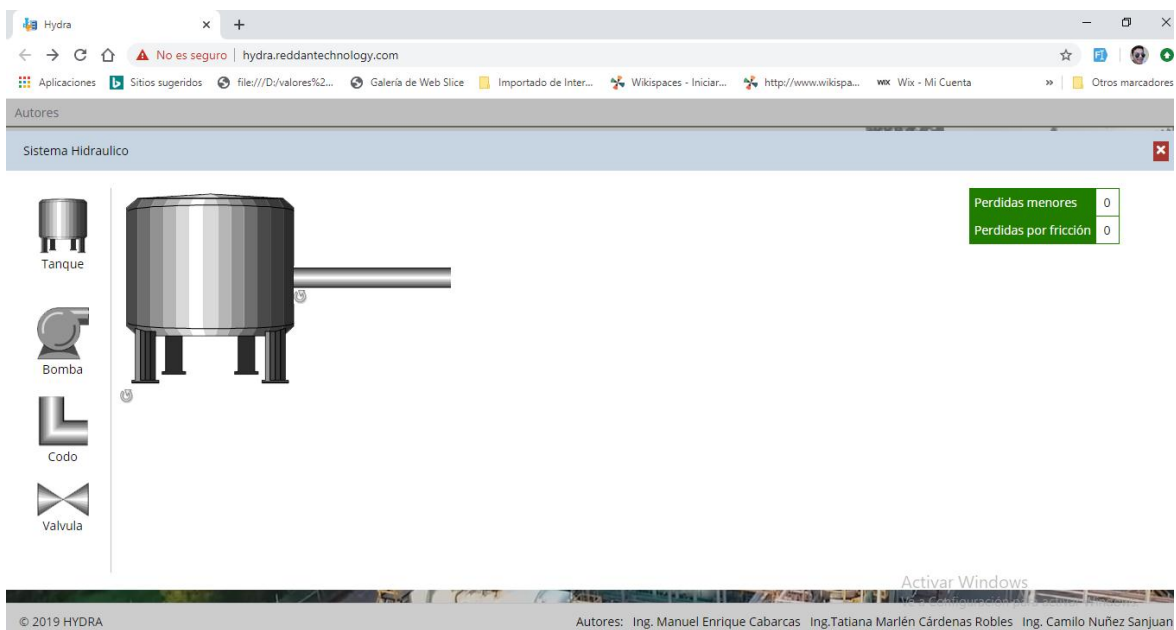 Hydra
No es seguro | hydra.reddantechnology.com
Aplicaciones Sitios sugeridos file:///D:/valores%2... Galería de Web Slice Importado de Inter... Wikispaces - Iniciar... http://www.wikispa... WIX Wix - Mi Cuenta » Otros marcadores
Autores
Sistema Hidraulico
Perdidas menores 0
Perdidas por fricción 0
Tanque
Bomba
Codo
Valvula
Activar Windows
© 2019 HYDRA Autores: Ing. Manuel Enrique Cabarcas Ing.Tatiana Marlén Cárdenas Robles Ing. Camilo Nuñez Sanjuan